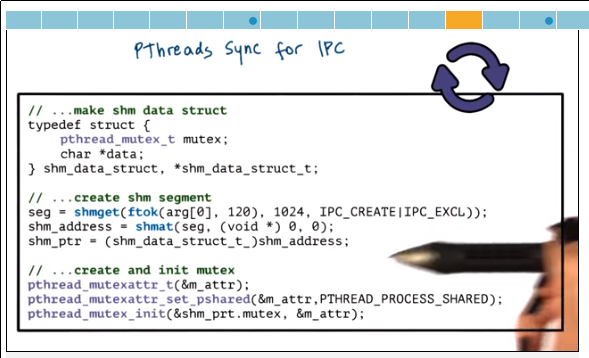 PThreads Sync for IPC
// ...make shm data struct
typedef struct {
pthread_mutex_t mutex;
char *data;
} shm_data_struct, *shm_data_struct_t;
// ...create shm segment
seg = shmget(ftok(arg[0], 120), 1024, IPC_CREATE|IPC_EXCL));
shm_address = shmat(seg, (void *) 0, 0);
shm_ptr = (shm_data_struct_t_)shm_address;
// ...create and init mutex
pthread_mutexattr_t(&m_attr);
pthread_mutexattr_set_pshared(&m_attr,PTHREAD_PROCESS_SHARED);
pthread_mutex_init(&shm_prt.mutex, &m_attr);